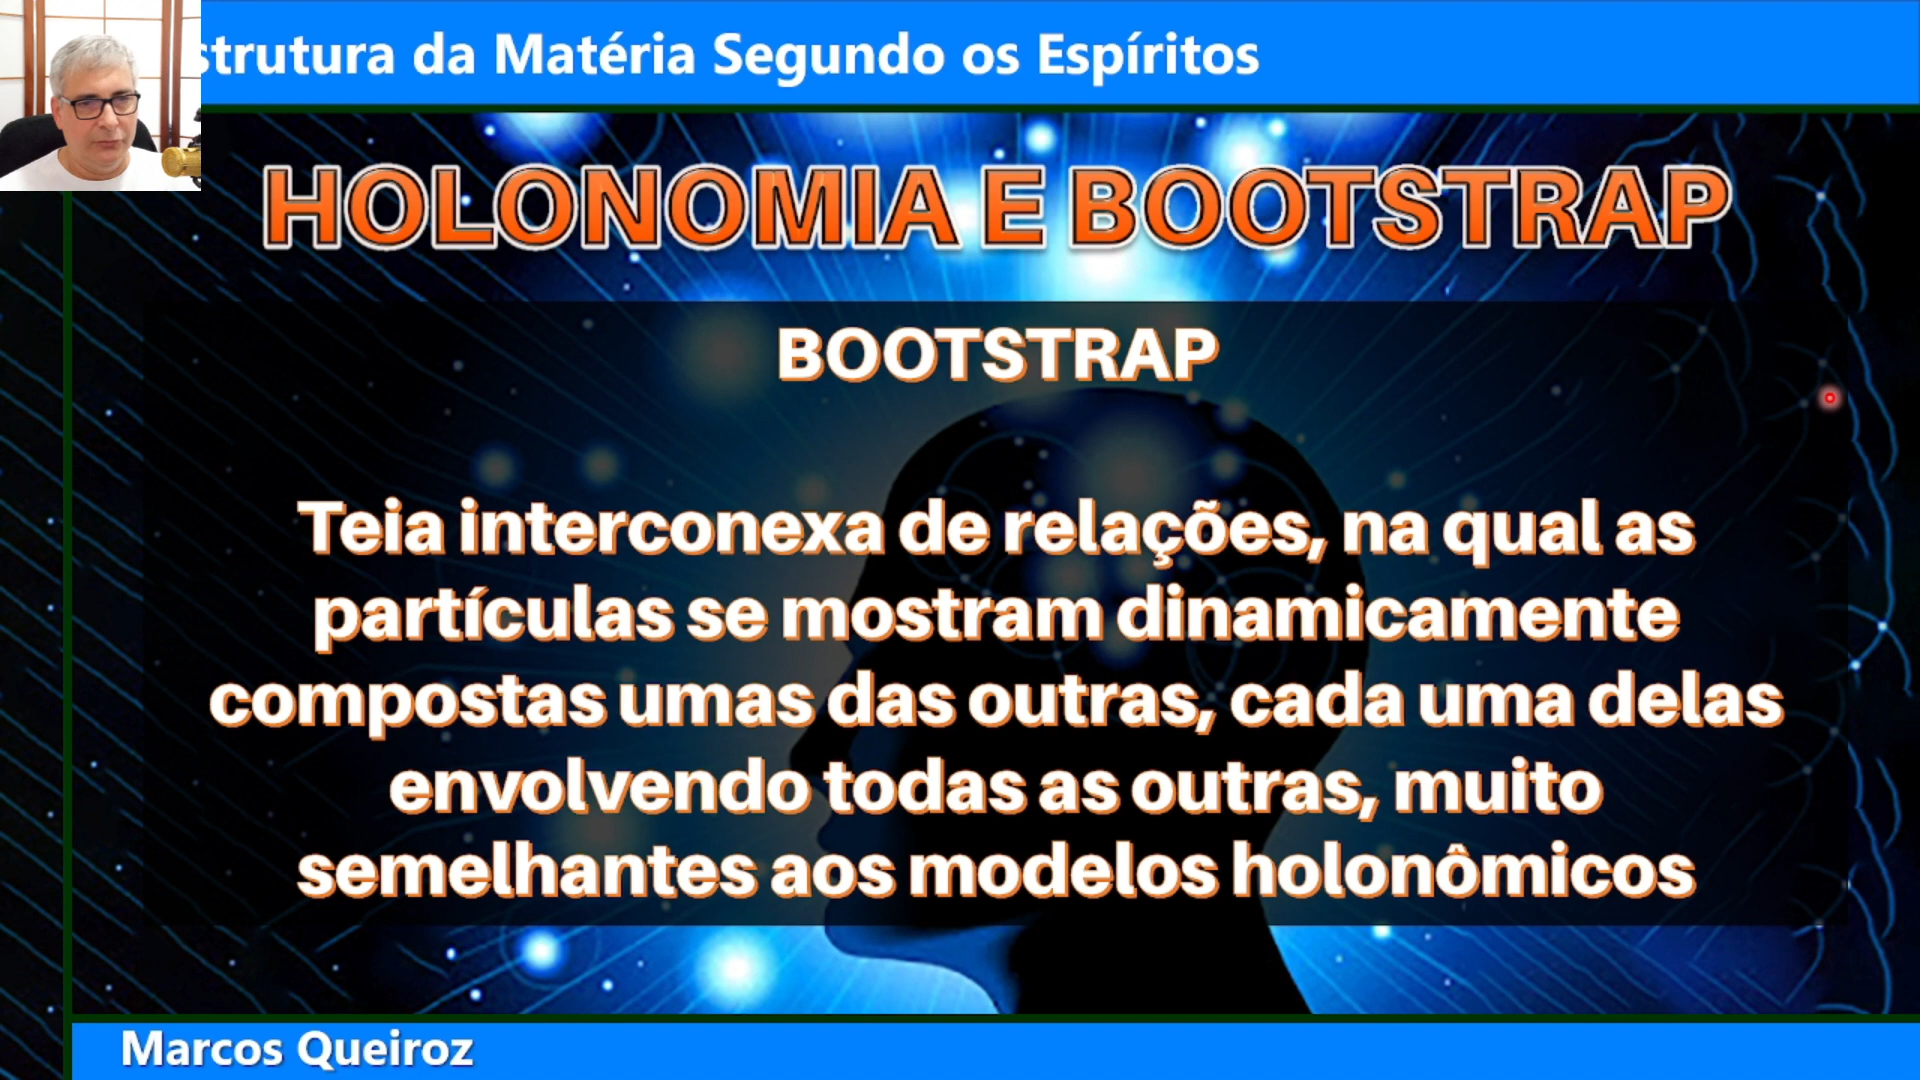 strutura da Matéria Segundo os Espíritos
HOLONOMIA E BOOTSTRAP
BOOTSTRAP
Teia interconexa de relações, na qual as
partículas se mostram dinamicamente
compostas umas das outras, cada uma delas
envolvendo todas as outras, muito
semelhantes aos modelos holonômicos
Marcos Queiroz